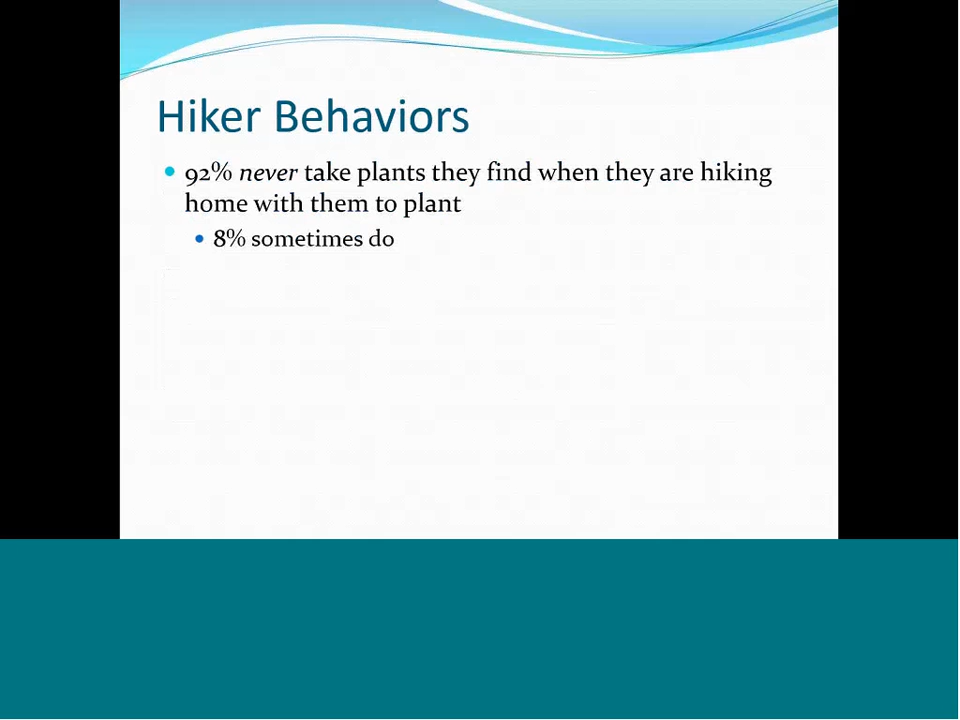 Hiker Behaviors
92% never take plants they find when they are hiking
home with them to plant
8% sometimes do